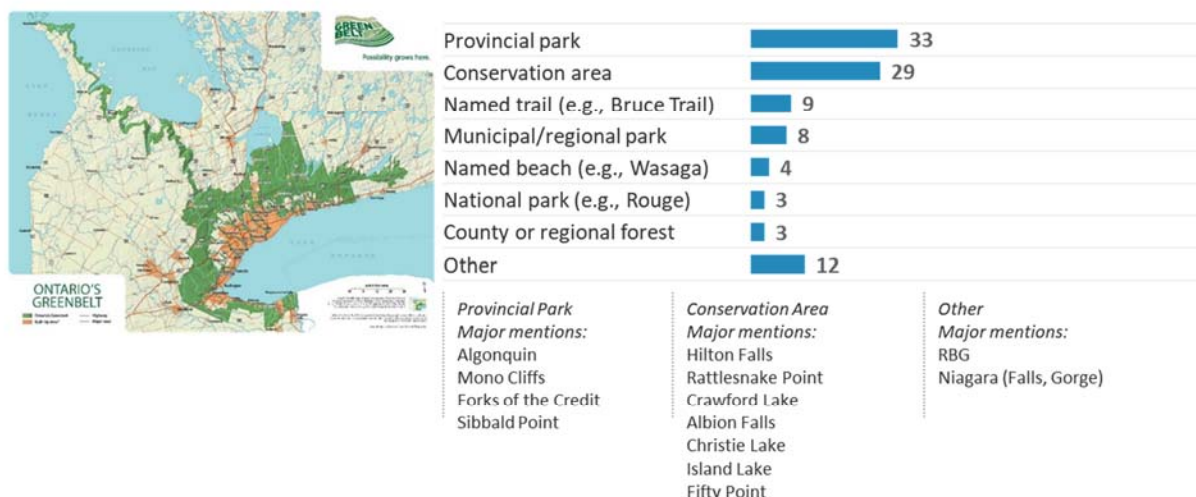 GREEN
BELT
Possibility grows here.
ONTARIO'S
GREENBELT
Provincial park 33
Conservation area 29
Named trail (e.g., Bruce Trail) 9
Municipal/regional park 8
Named beach (e.g., Wasaga) 4
National park (e.g., Rouge) 3
County or regional forest 3
Other 12
Provincial Park
Major mentions:
Algonquin
Mono Cliffs
Forks of the Credit
Sibbald Point
Conservation Area
Major mentions:
Hilton Falls
Rattlesnake Point
Crawford Lake
Albion Falls
Christie Lake
Island Lake
Fifty Point
Other
Major mentions:
RBG
Niagara (Falls, Gorge)